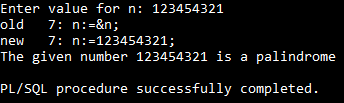 Enter value for n: 123454321
old   7: n:=&n;
new   7: n:=123454321;
The given number 123454321 is a palindrome
PL/SQL procedure successfully completed.